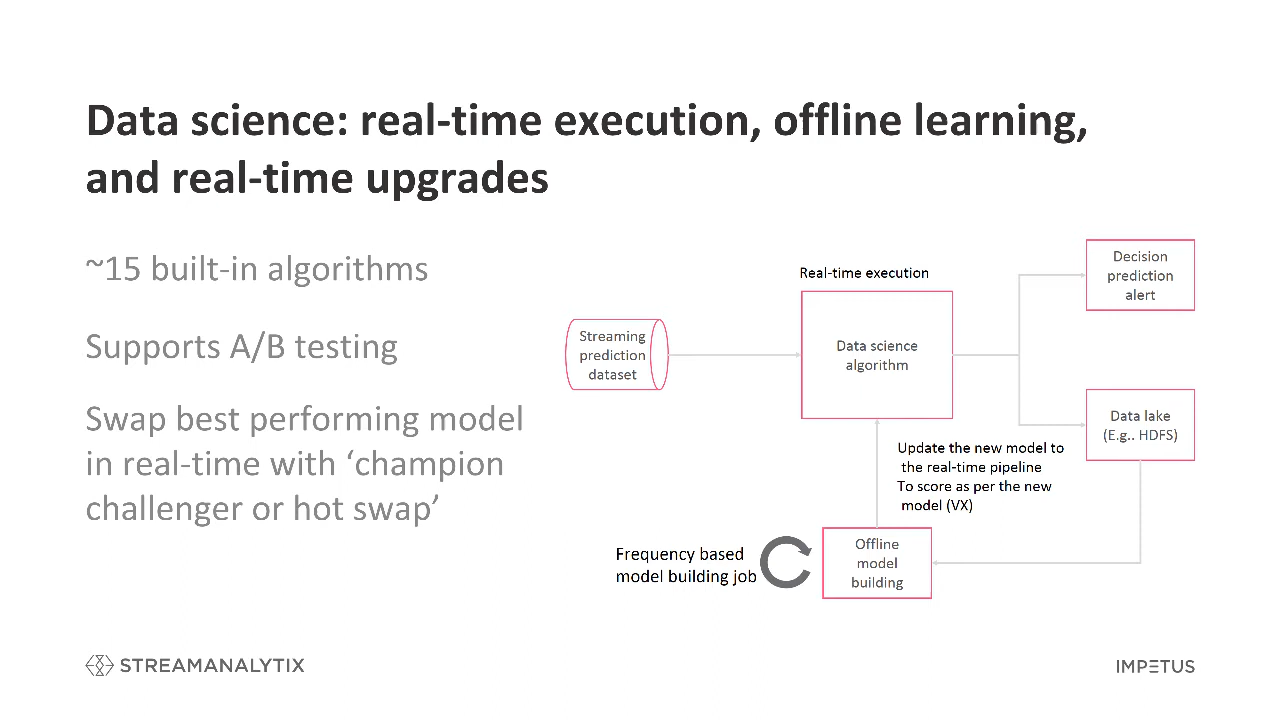 Data science: real-time execution, offline learning,
and real-time upgrades
~15 built-in algorithms
Supports A/B testing
Swap best performing model
in real-time with ‘champion
challenger or hot swap’
Real-time execution
Streaming
prediction
dataset
Data science
algorithm
Decision
prediction
alert
Data lake
(E.g.. HDFS)
Update the new model to
the real-time pipeline
To score as per the new
model (VX)
Frequency based
model building job
Offline
model
building
STREAMANALYTIX
IMPETUS